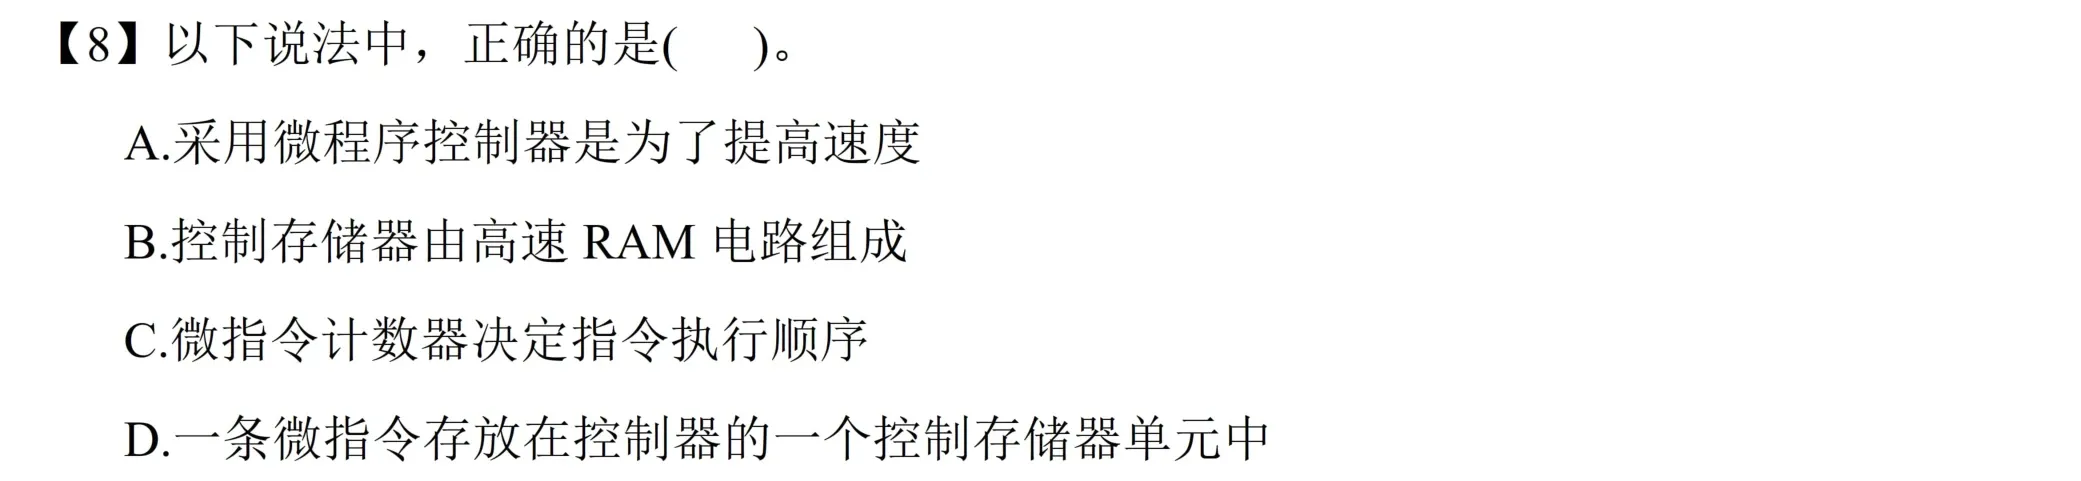 【8】以下说法中，正确的是(　　)。
A.采用微程序控制器是为了提高速度
B.控制存储器由高速 RAM 电路组成
C.微指令计数器决定指令执行顺序
D.一条微指令存放在控制器的一个控制存储器单元中